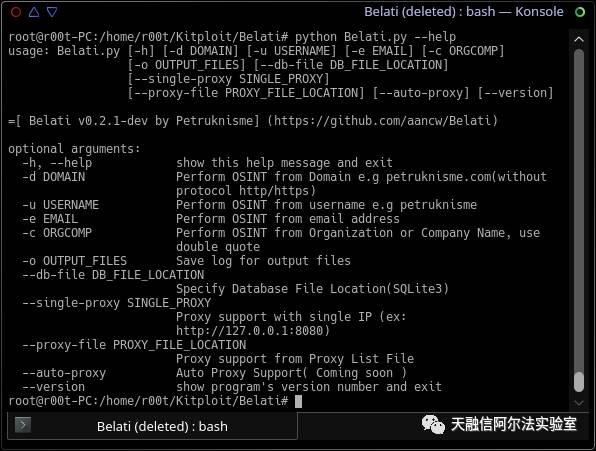 Belati (deleted) : bash — Konsole
root@r00t-PC:/home/r00t/Kitploit/Belati# python Belati.py --help
usage: Belati.py [-h] [-d DOMAIN] [-u USERNAME] [-e EMAIL] [-c ORGCOMP]
[-o OUTPUT_FILES] [--db-file DB_FILE_LOCATION]
[--single-proxy SINGLE_PROXY]
[--proxy-file PROXY_FILE_LOCATION] [--auto-proxy] [--version]
=[ Belati v0.2.1-dev by Petruknisme] (https://github.com/aancw/Belati)
optional arguments:
-h, --help show this help message and exit
-d DOMAIN Perform OSINT from Domain e.g petruknisme.com(without
protocol http/https)
-u USERNAME Perform OSINT from username e.g petruknisme
-e EMAIL Perform OSINT from email address
-c ORGCOMP Perform OSINT from Organization or Company Name, use
double quote
-o OUTPUT_FILES Save log for output files
--db-file DB_FILE_LOCATION
Specify Database File Location(SQLite3)
--single-proxy SINGLE_PROXY
Proxy support with single IP (ex:
http://127.0.0.1:8080)
--proxy-file PROXY_FILE_LOCATION
Proxy support from Proxy List File
--auto-proxy Auto Proxy Support( Coming soon )
--version show program's version number and exit
root@r00t-PC:/home/r00t/Kitploit/Belati#
Belati (deleted) : bash
天融信阿尔法实验室